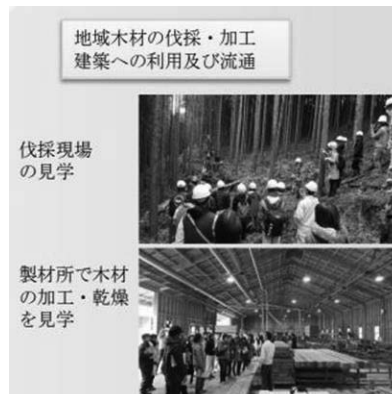 地域木材の伐採・加工
建築への利用及び流通
伐採現場
の見学
製材所で木材
の加工・乾燥
を見学